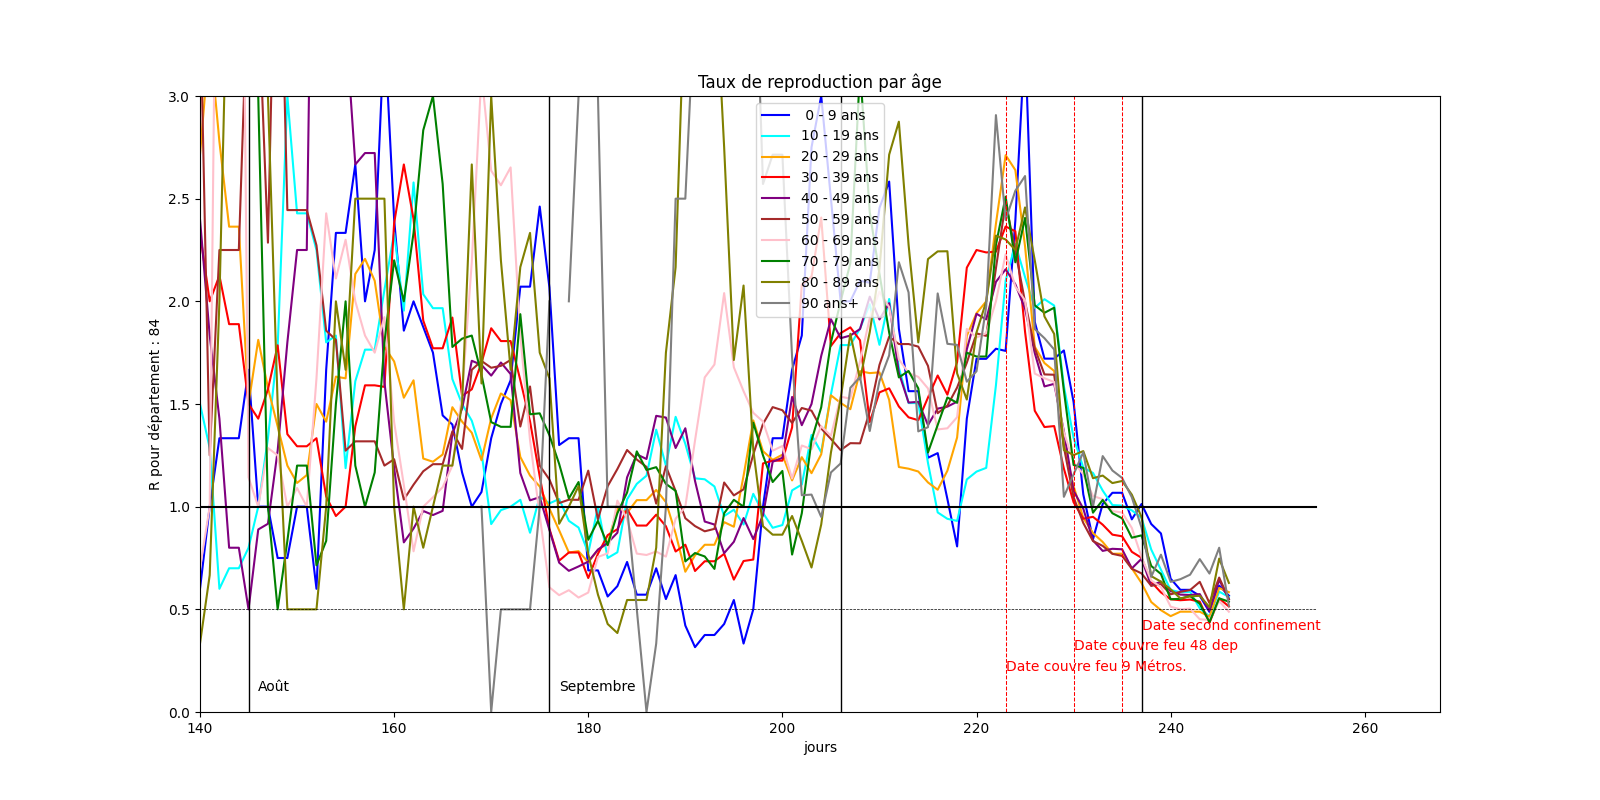 Taux de reproduction par âge
3.0
2.5
2.0
1.5
1.0
0.5
0.0
R pour département : 84
0 - 9 ans
10 - 19 ans
20 - 29 ans
30 - 39 ans
40 - 49 ans
50 - 59 ans
60 - 69 ans
70 - 79 ans
80 - 89 ans
90 ans+
Date second confinement
Date couvre feu 48 dep
Date couvre feu 9 Métros.
Août
Septembre
140 160 180 200 220 240 260
jours